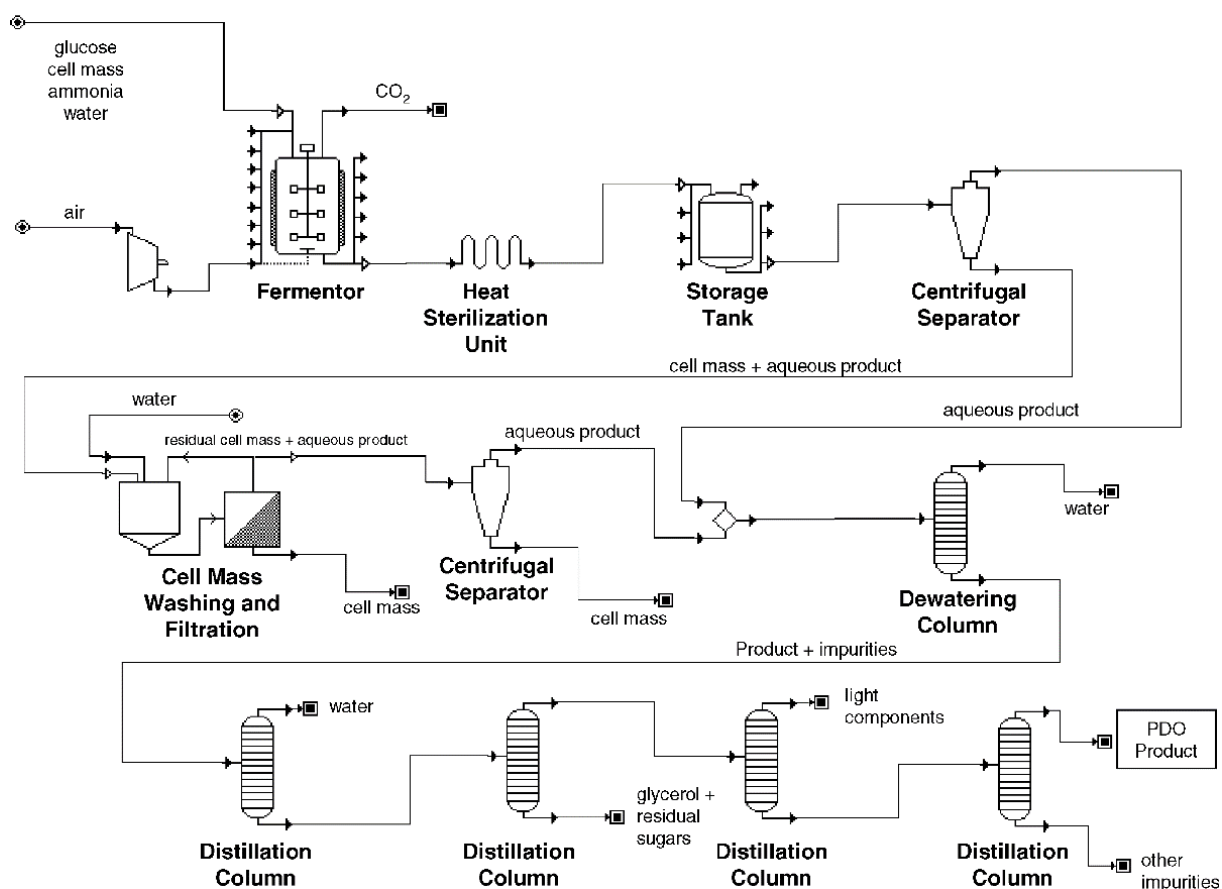 glucose
cell mass
ammonia
water
CO2
air
Fermentor
Heat
Sterilization
Unit
Storage
Tank
Centrifugal
Separator
cell mass + aqueous product
water
aqueous product
residual cell mass + aqueous product
aqueous product
water
Cell Mass
Washing and
Filtration
cell mass
Centrifugal
Separator
cell mass
Dewatering
Column
Product + impurities
water
light
components
PDO
Product
glycerol +
residual
sugars
Distillation
Column
Distillation
Column
Distillation
Column
Distillation
Column
other
impurities